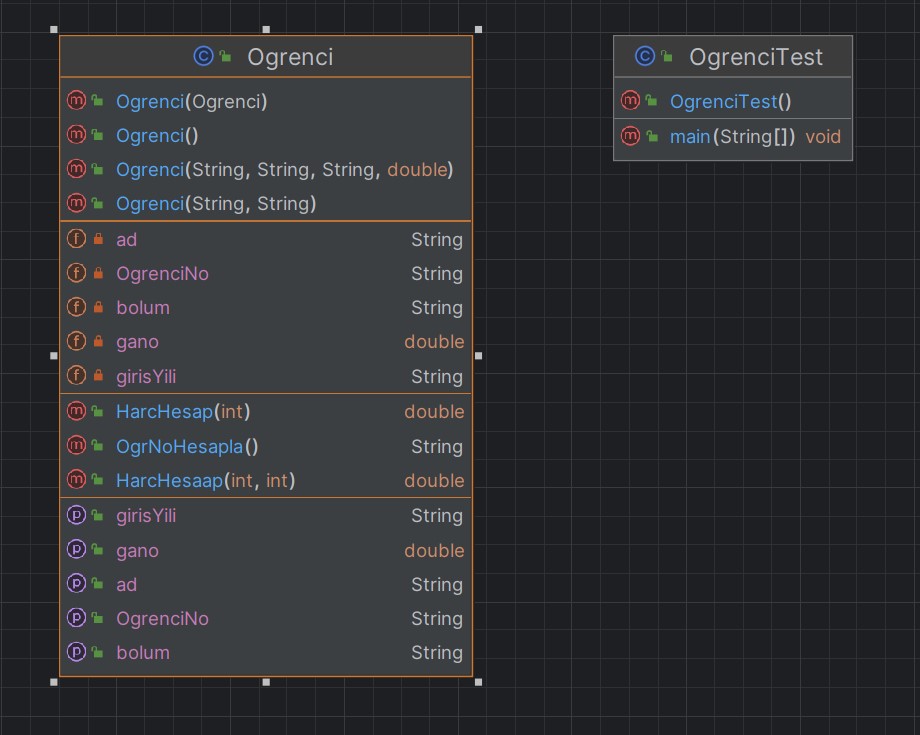 Ogrenci
Ogrenci(Ogrenci)
Ogrenci()
Ogrenci(String, String, String, double)
Ogrenci(String, String)
ad String
OgrenciNo String
bolum String
gano double
girisYili String
HarcHesap(int) double
OgrNoHesapla() String
HarcHesaap(int, int) double
girisYili String
gano double
ad String
OgrenciNo String
bolum String
OgrenciTest
OgrenciTest()
main(String[]) void